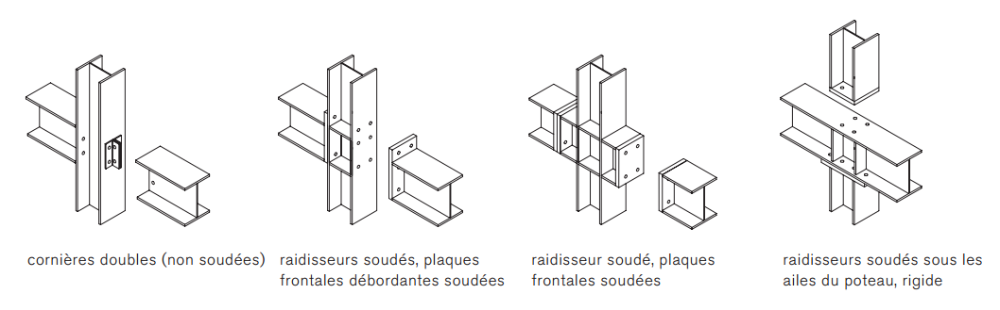 cornières doubles (non soudées)
raidisseurs soudés, plaques
frontales débordantes soudées
raidisseur soudé, plaques
frontales soudées
raidisseurs soudés sous les
ailes du poteau, rigide